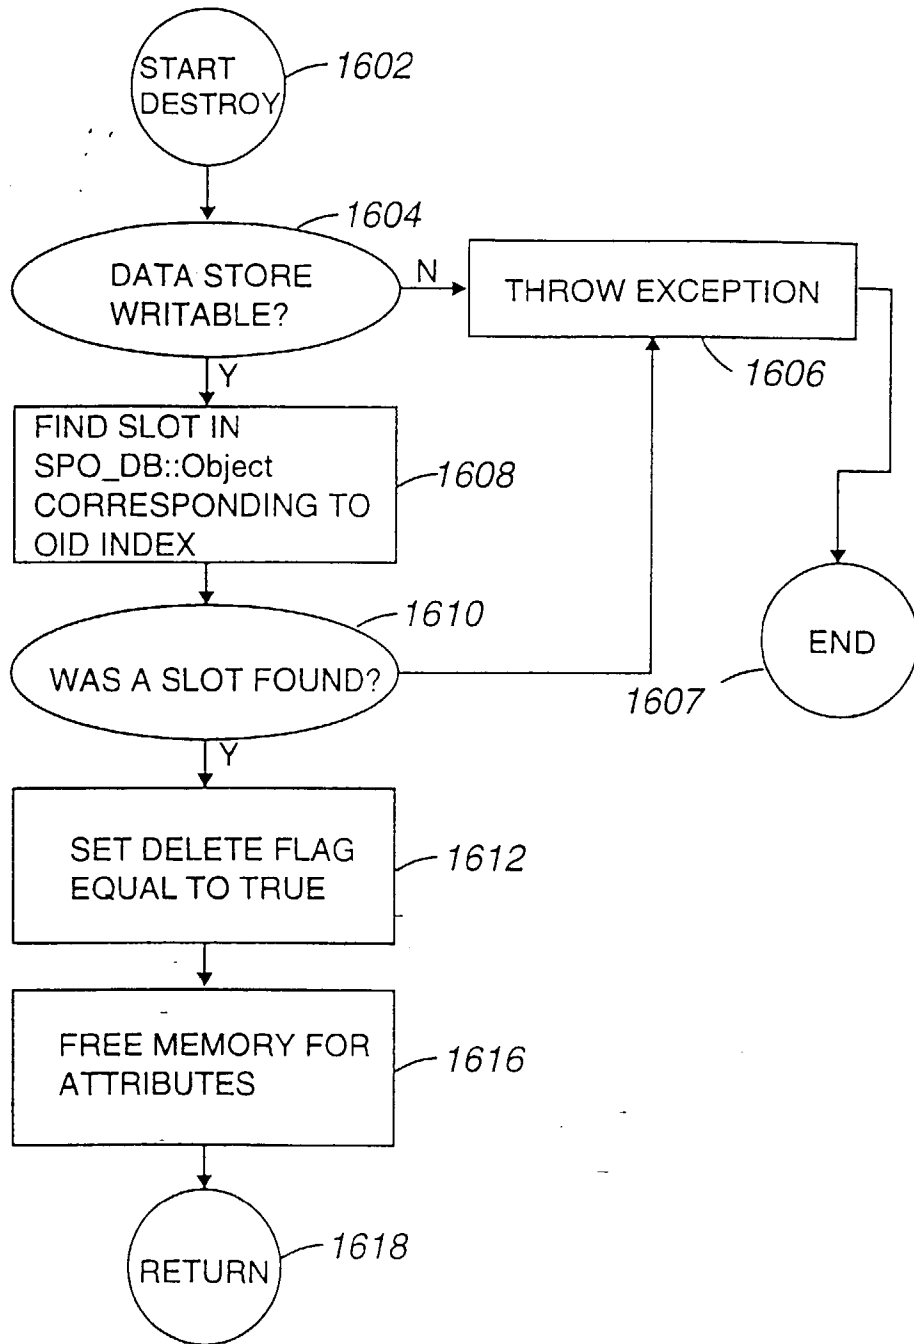 START
DESTROY
1602
1604
DATA STORE
WRITABLE?
N
THROW EXCEPTION
1606
Y
FIND SLOT IN
SPO_DB::Object
CORRESPONDING TO
OID INDEX
1608
1610
WAS A SLOT FOUND?
END
1607
Y
SET DELETE FLAG
EQUAL TO TRUE
1612
FREE MEMORY FOR
ATTRIBUTES
1616
RETURN
1618